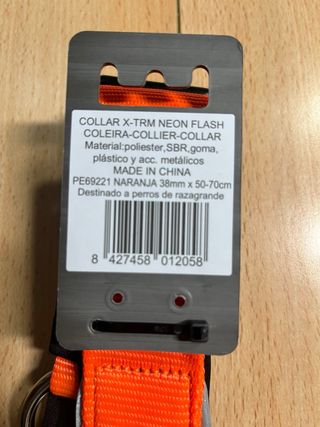 COLLAR X-TRM NEON FLASH
COLEIRA-COLLIER-COLLAR
Material:poliester,SBR,goma,
plástico y acc. metálicos
MADE IN CHINA
PE69221 NARANJA 38mm x 50-70cm
Destinado a perros de razagrande
8 427458 012058